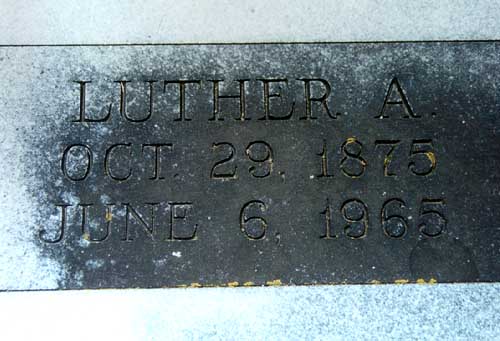 LUTHER A.
OCT. 29, 1875
JUNE 6, 1965